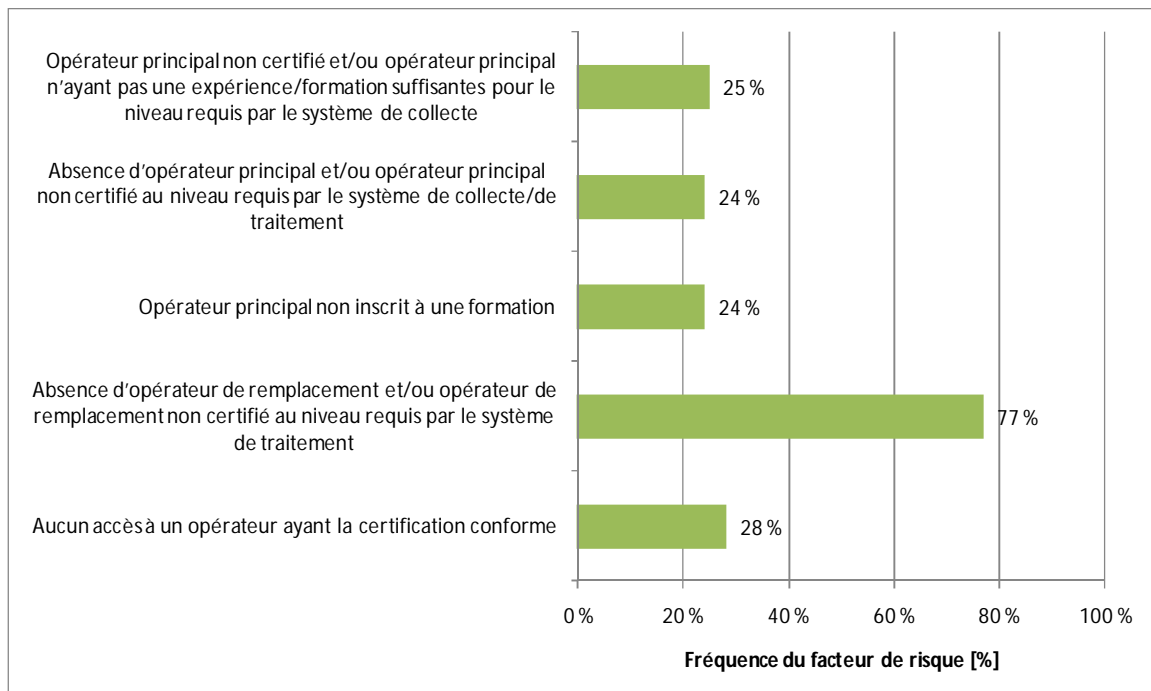 Opérateur principal non certifié et/ou opérateur principal
n'ayant pas une expérience/formation suffisantes pour le
niveau requis par le système de collecte
25 %
Absence d'opérateur principal et/ou opérateur principal
non certifié au niveau requis par le système de collecte/de
traitement
24 %
Opérateur principal non inscrit à une formation
24 %
Absence d'opérateur de remplacement et/ou opérateur de
remplacement non certifié au niveau requis par le système
de traitement
77 %
Aucun accès à un opérateur ayant la certification conforme
28 %
0 % 20 % 40 % 60 % 80 % 100 %
Fréquence du facteur de risque [%]